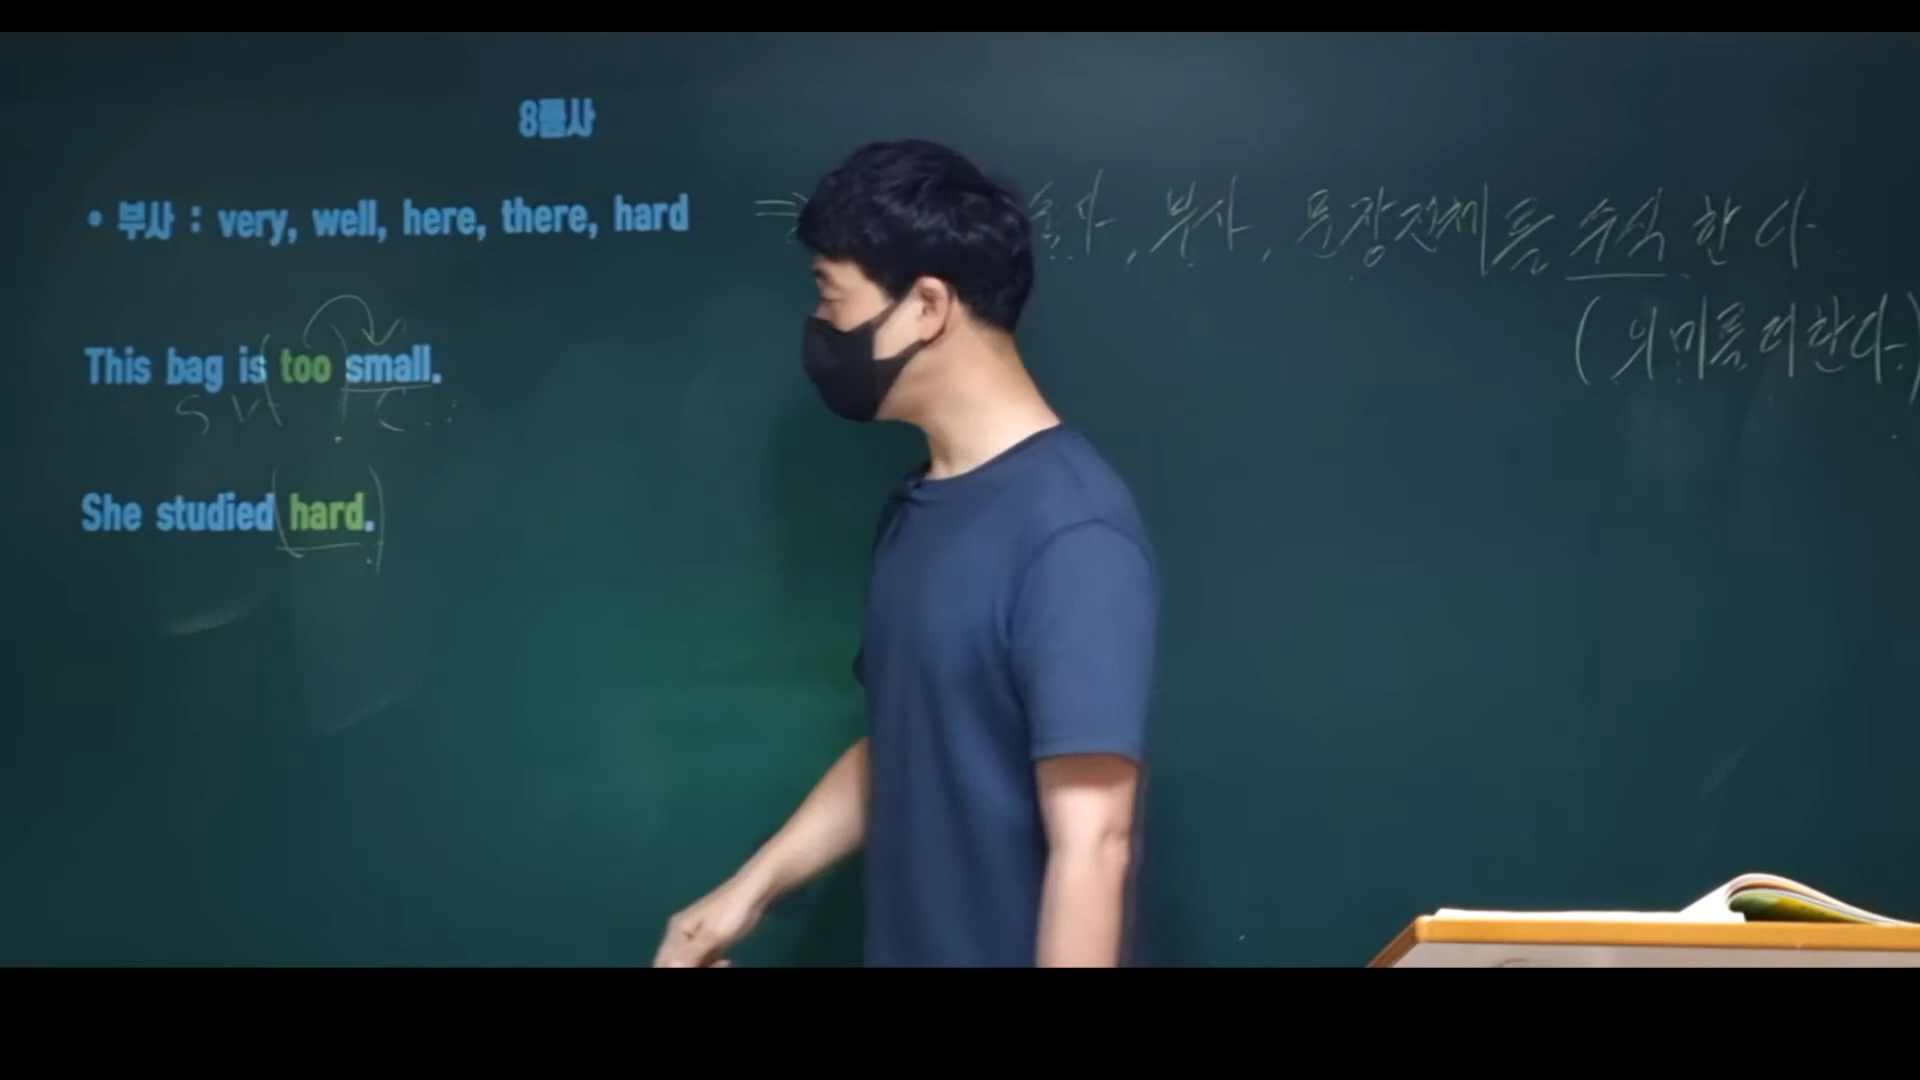 8품사
• 부사 : very, well, here, there, hard
⇒ 부사, 문장전체를 수식한다
(의미를 더한다.)
This bag is too small.
S V C
She studied (hard.)